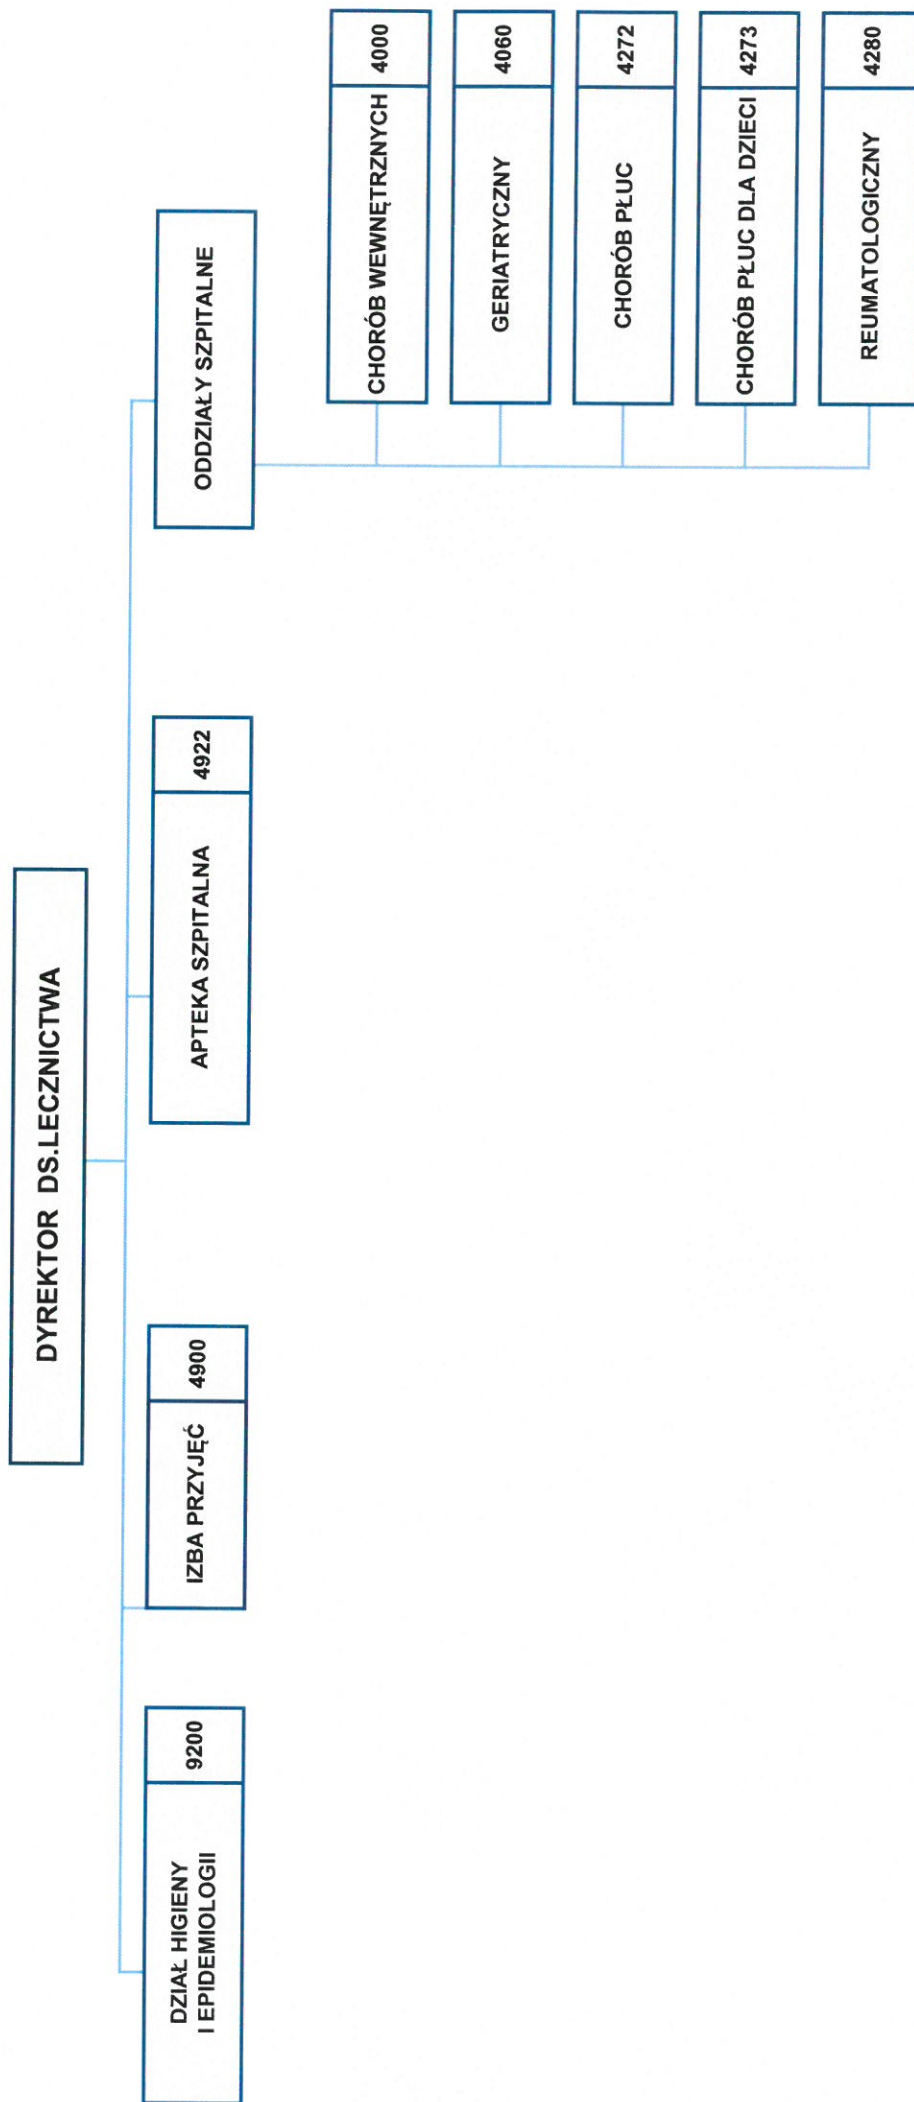 DYREKTOR DS.LECZNICTWA
DZIAŁ HIGIENY
I EPIDEMIOLOGII
9200
IZBA PRZYJĘĆ
4900
APTEKA SZPITALNA
4922
ODDZIAŁY SZPITALNE
CHORÓB WEWNĘTRZNYCH
4000
GERIATRYCZNY
4060
CHORÓB PŁUC
4272
CHORÓB PŁUC DLA DZIECI
4273
REUMATOLOGICZNY
4280